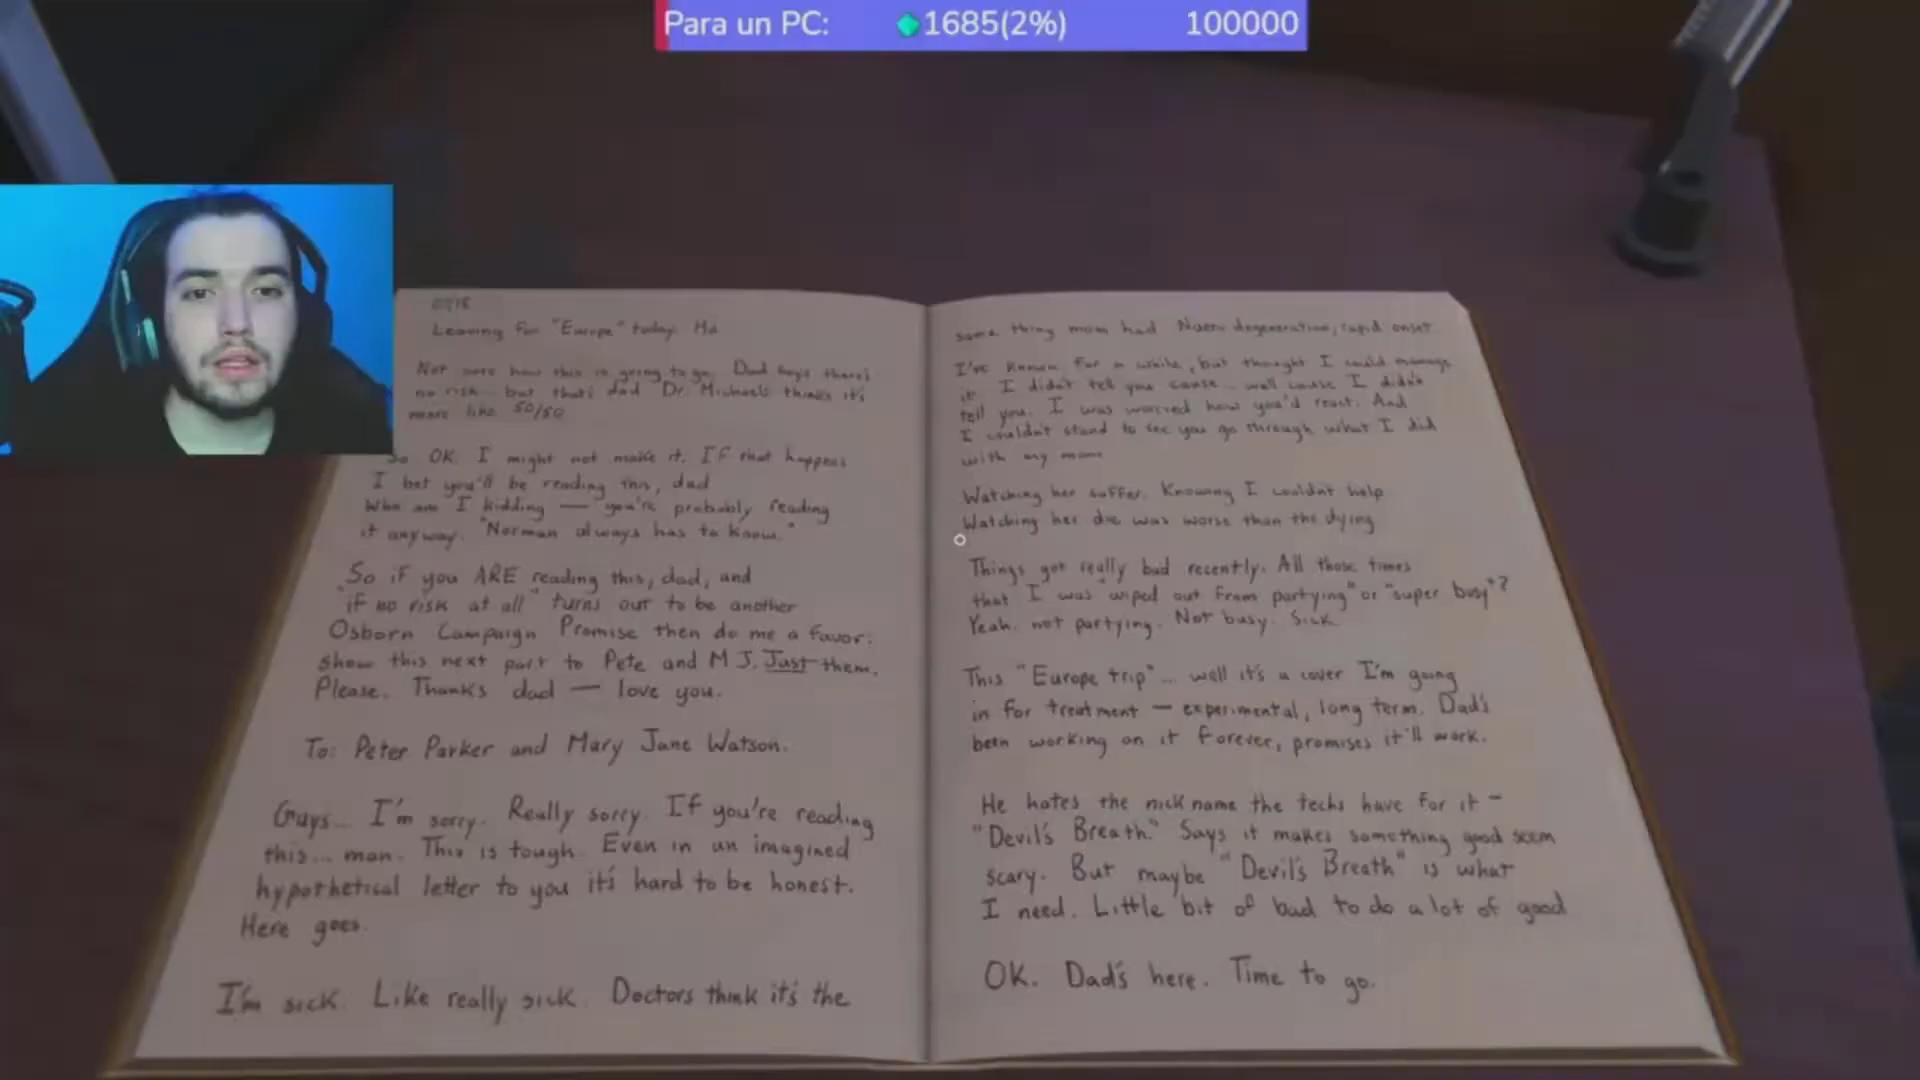 Para un PC: 1685(2%) 100000
Leaving for "Europe" today. Ha
Not sure how this is going to go. Dad says there's
no risk... but that's dad. Dr. Michaels thinks it's
more like 50/50
So OK. I might not make it. If that happens
I bet you'll be reading this, dad
Who am I kidding — you're probably reading
it anyway. "Norman always has to know."
So if you ARE reading this, dad, and
"if no risk at all" turns out to be another
Osborn Campaign Promise then do me a favor:
show this next part to Pete and MJ. Just them.
Please. Thanks dad — love you.
To: Peter Parker and Mary Jane Watson.
Guys... I'm sorry. Really sorry. If you're reading
this... man. This is tough. Even in an imagined
hypothetical letter to you it's hard to be honest.
Here goes.
I'm sick. Like really sick. Doctors think it's the
same thing mom had. degeneration, rapid onset
I've known for a while, but thought I could manage
it. I didn't tell you cause... well cause I didn't
tell you. I was worried how you'd react. And
I couldn't stand to see you go through what I did
with my mom
Watching her suffer. Knowing I couldn't help
Watching her die was worse than the dying
Things got really bad recently. All those times
that I was "wiped out from partying" or "super busy"?
Yeah. not partying. Not busy. Sick
This "Europe trip"... well it's a cover I'm going
in for treatment — experimental, long term. Dad's
been working on it forever, promises it'll work.
He hates the nickname the techs have for it -
"Devil's Breath." Says it makes something good seem
scary. But maybe "Devil's Breath" is what
I need. Little bit of bad to do a lot of good
OK. Dad's here. Time to go.